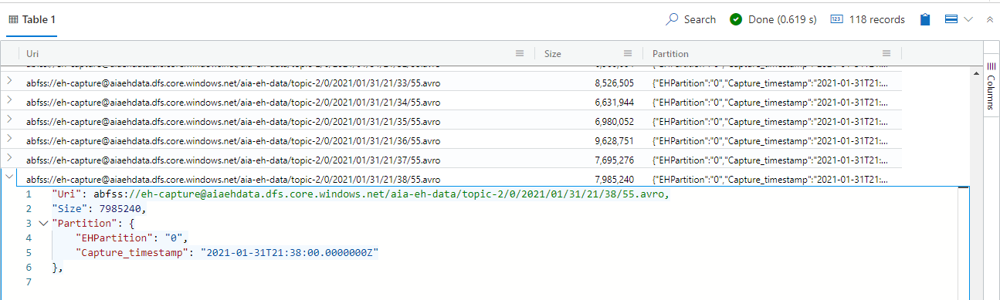 Table 1 Search Done (0.619 s) 123 118 records
Uri Size Partition
abfss://eh-capture@aiaehdata.dfs.core.windows.net/aia-eh-data/topic-2/0/2021/01/31/21/33/55.avro 8,526,505 {"EHPartition":"0","Capture_timestamp":"2021-01-31T21:...
abfss://eh-capture@aiaehdata.dfs.core.windows.net/aia-eh-data/topic-2/0/2021/01/31/21/34/55.avro 6,631,944 {"EHPartition":"0","Capture_timestamp":"2021-01-31T21:...
abfss://eh-capture@aiaehdata.dfs.core.windows.net/aia-eh-data/topic-2/0/2021/01/31/21/35/55.avro 6,980,052 {"EHPartition":"0","Capture_timestamp":"2021-01-31T21:...
abfss://eh-capture@aiaehdata.dfs.core.windows.net/aia-eh-data/topic-2/0/2021/01/31/21/36/55.avro 9,628,751 {"EHPartition":"0","Capture_timestamp":"2021-01-31T21:...
abfss://eh-capture@aiaehdata.dfs.core.windows.net/aia-eh-data/topic-2/0/2021/01/31/21/37/55.avro 7,695,276 {"EHPartition":"0","Capture_timestamp":"2021-01-31T21:...
abfss://eh-capture@aiaehdata.dfs.core.windows.net/aia-eh-data/topic-2/0/2021/01/31/21/38/55.avro 7,985,240 {"EHPartition":"0","Capture_timestamp":"2021-01-31T21:...
1 "Uri": abfss://eh-capture@aiaehdata.dfs.core.windows.net/aia-eh-data/topic-2/0/2021/01/31/21/38/55.avro,
2 "Size": 7985240,
3 "Partition": {
4 "EHPartition": "0",
5 "Capture_timestamp": "2021-01-31T21:38:00.0000000Z"
6 },
7
Columns